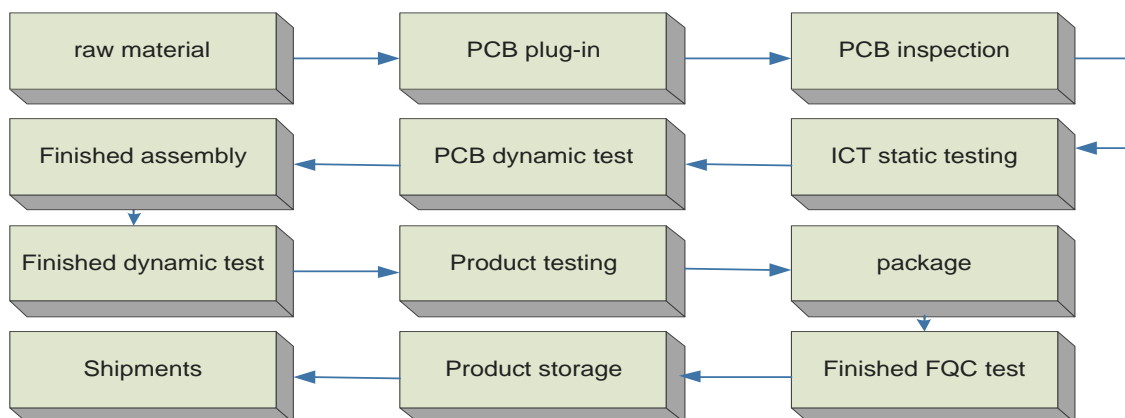 raw material
PCB plug-in
PCB inspection
Finished assembly
PCB dynamic test
ICT static testing
Finished dynamic test
Product testing
package
Shipments
Product storage
Finished FQC test